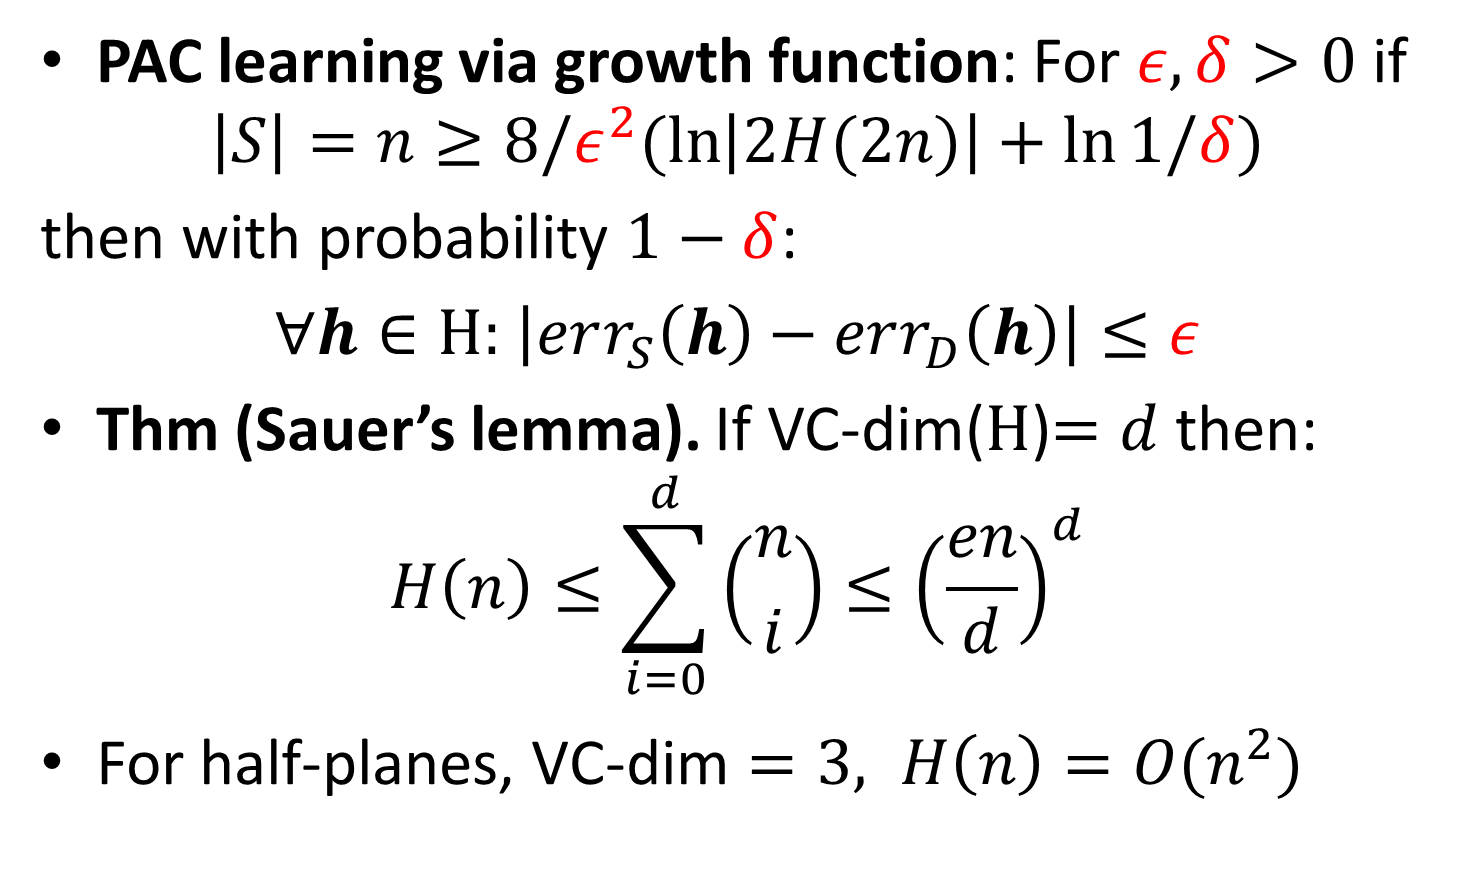 • PAC learning via growth function: For ϵ, δ > 0 if
|S| = n ≥ 8/ϵ²(ln|2H(2n)| + ln 1/δ)
then with probability 1 − δ:
∀h ∈ H: |err_S(h) − err_D(h)| ≤ ϵ
• Thm (Sauer’s lemma). If VC-dim(H)= d then:
H(n) ≤ ∑_{i=0}^{d} (n i) ≤ (en/d)^d
• For half-planes, VC-dim = 3, H(n) = O(n²)